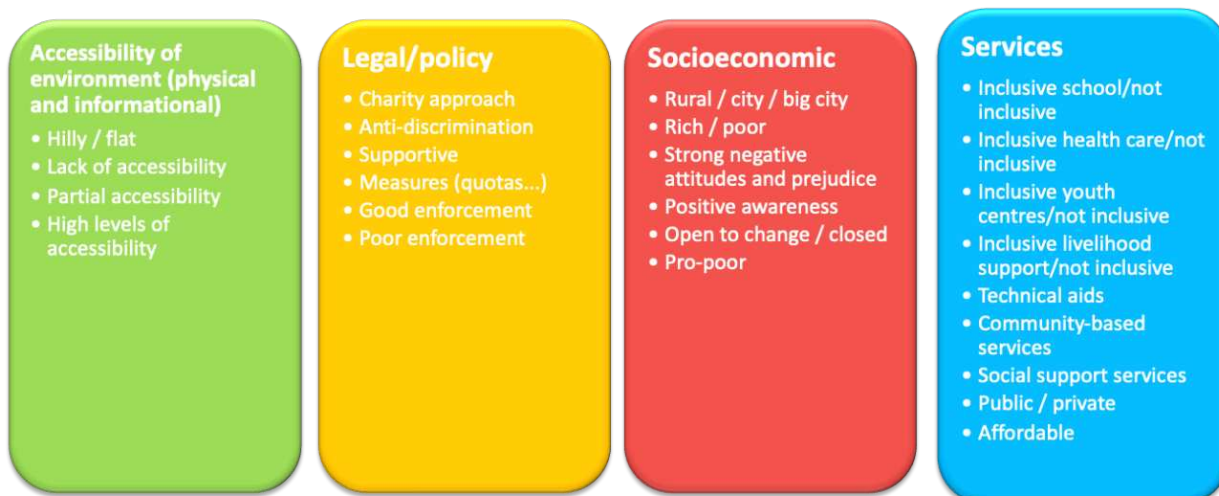 Accessibility of
environment (physical
and informational)
• Hilly / flat
• Lack of accessibility
• Partial accessibility
• High levels of
accessibility
Legal/policy
• Charity approach
• Anti-discrimination
• Supportive
• Measures (quotas...)
• Good enforcement
• Poor enforcement
Socioeconomic
• Rural / city / big city
• Rich / poor
• Strong negative
attitudes and prejudice
• Positive awareness
• Open to change / closed
• Pro-poor
Services
• Inclusive school/not
inclusive
• Inclusive health care/not
inclusive
• Inclusive youth
centres/not inclusive
• Inclusive livelihood
support/not inclusive
• Technical aids
• Community-based
services
• Social support services
• Public / private
• Affordable